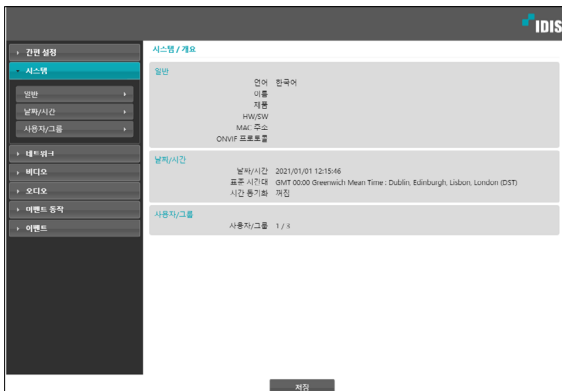 IDIS
간편 설정
시스템
일반
날짜/시간
사용자/그룹
네트워크
비디오
오디오
이벤트 동작
이벤트
시스템 / 개요
일반
언어 한국어
이름
제품
HW/SW
MAC 주소
ONVIF 프로토콜
날짜/시간
날짜/시간 2021/01/01 12:15:46
표준 시간대 GMT 00:00 Greenwich Mean Time : Dublin, Edinburgh, Lisbon, London (DST)
시간 동기화 꺼짐
사용자/그룹
사용자/그룹 1 /
저장